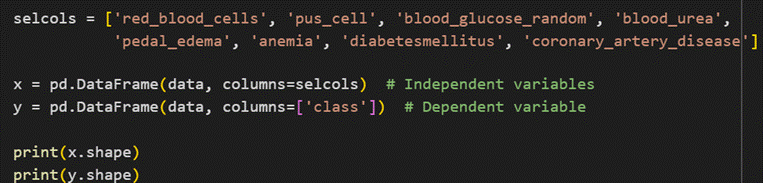 selcols = ['red_blood_cells', 'pus_cell', 'blood_glucose_random', 'blood_urea',
'pedal_edema', 'anemia', 'diabetesmellitus', 'coronary_artery_disease']
x = pd.DataFrame(data, columns=selcols)  # Independent variables
y = pd.DataFrame(data, columns=['class'])  # Dependent variable
print(x.shape)
print(y.shape)